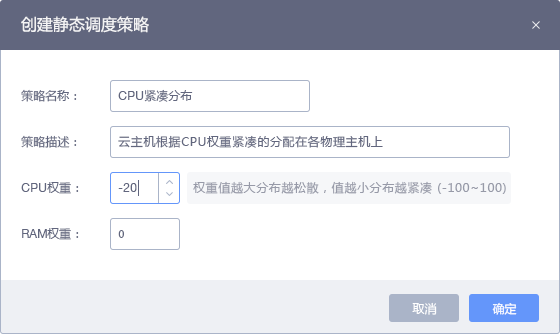 创建静态调度策略
策略名称： CPU紧凑分布
策略描述： 云主机根据CPU权重紧凑的分配在各物理主机上
CPU权重： -20 权重值越大分布越松散，值越小分布越紧凑 (-100~100)
RAM权重： 0
取消 确定